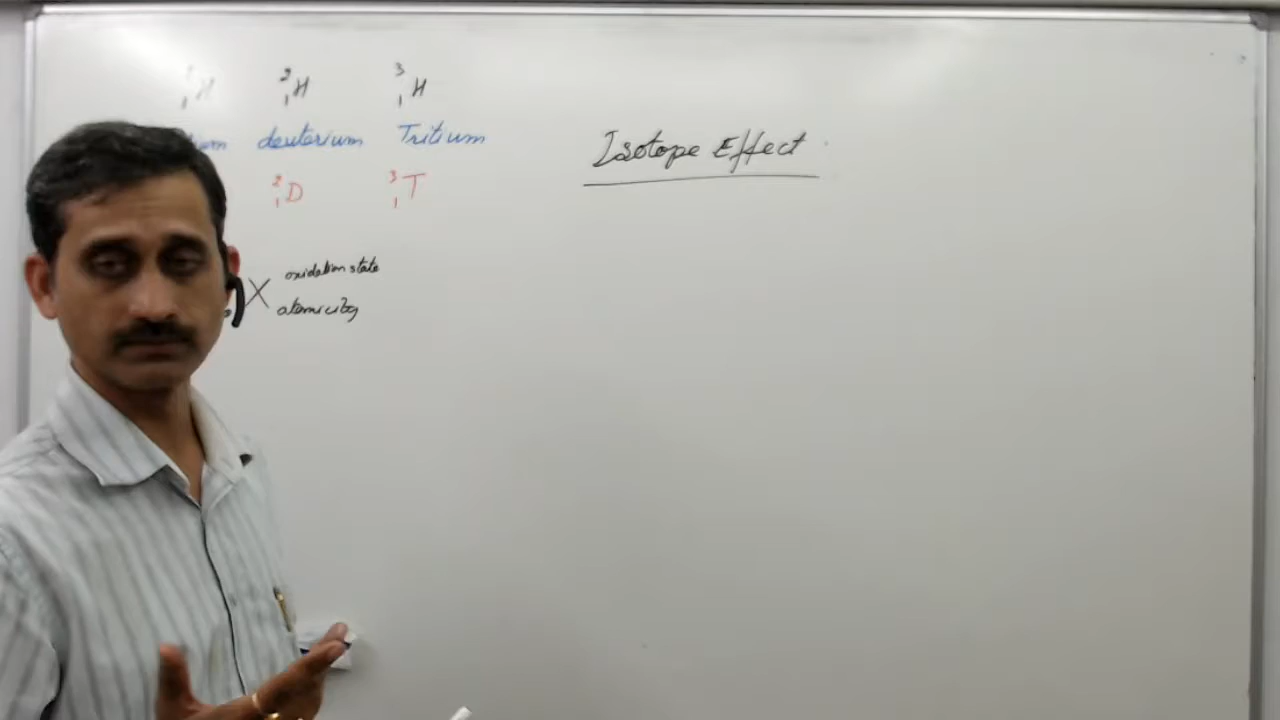 ¹₁H ²₁H ³₁H
deuterium Tritium
²₁D ³₁T
Isotope Effect
X oxidation state
atomicity